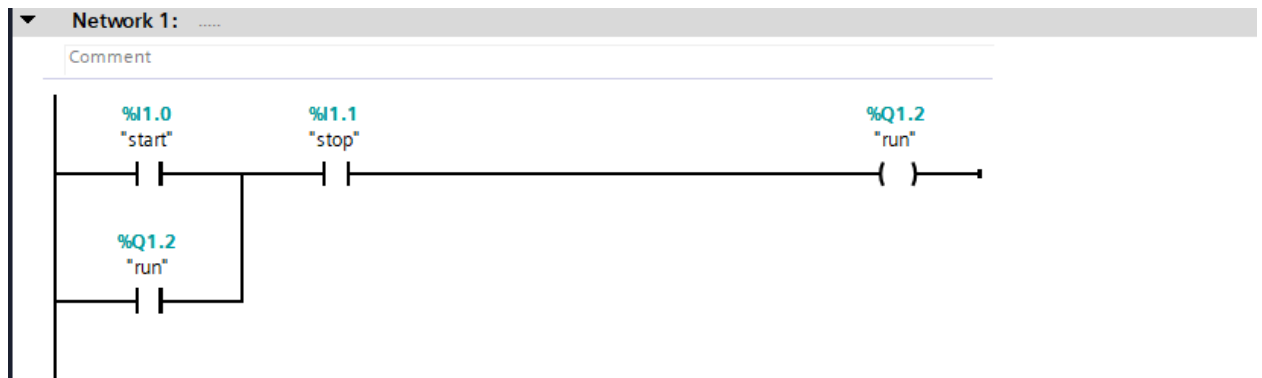 Network 1: .....
Comment
%I1.0 %I1.1 %Q1.2
"start" "stop" "run"
%Q1.2
"run"